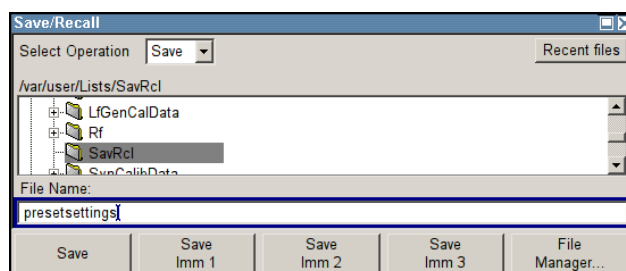 Save/Recall
Select Operation Save Recent files
/var/user/Lists/SavRcl
LfGenCalData
Rf
SavRcl
SynCalibData
File Name:
presetsettings
Save Save Imm 1 Save Imm 2 Save Imm 3 File Manager...